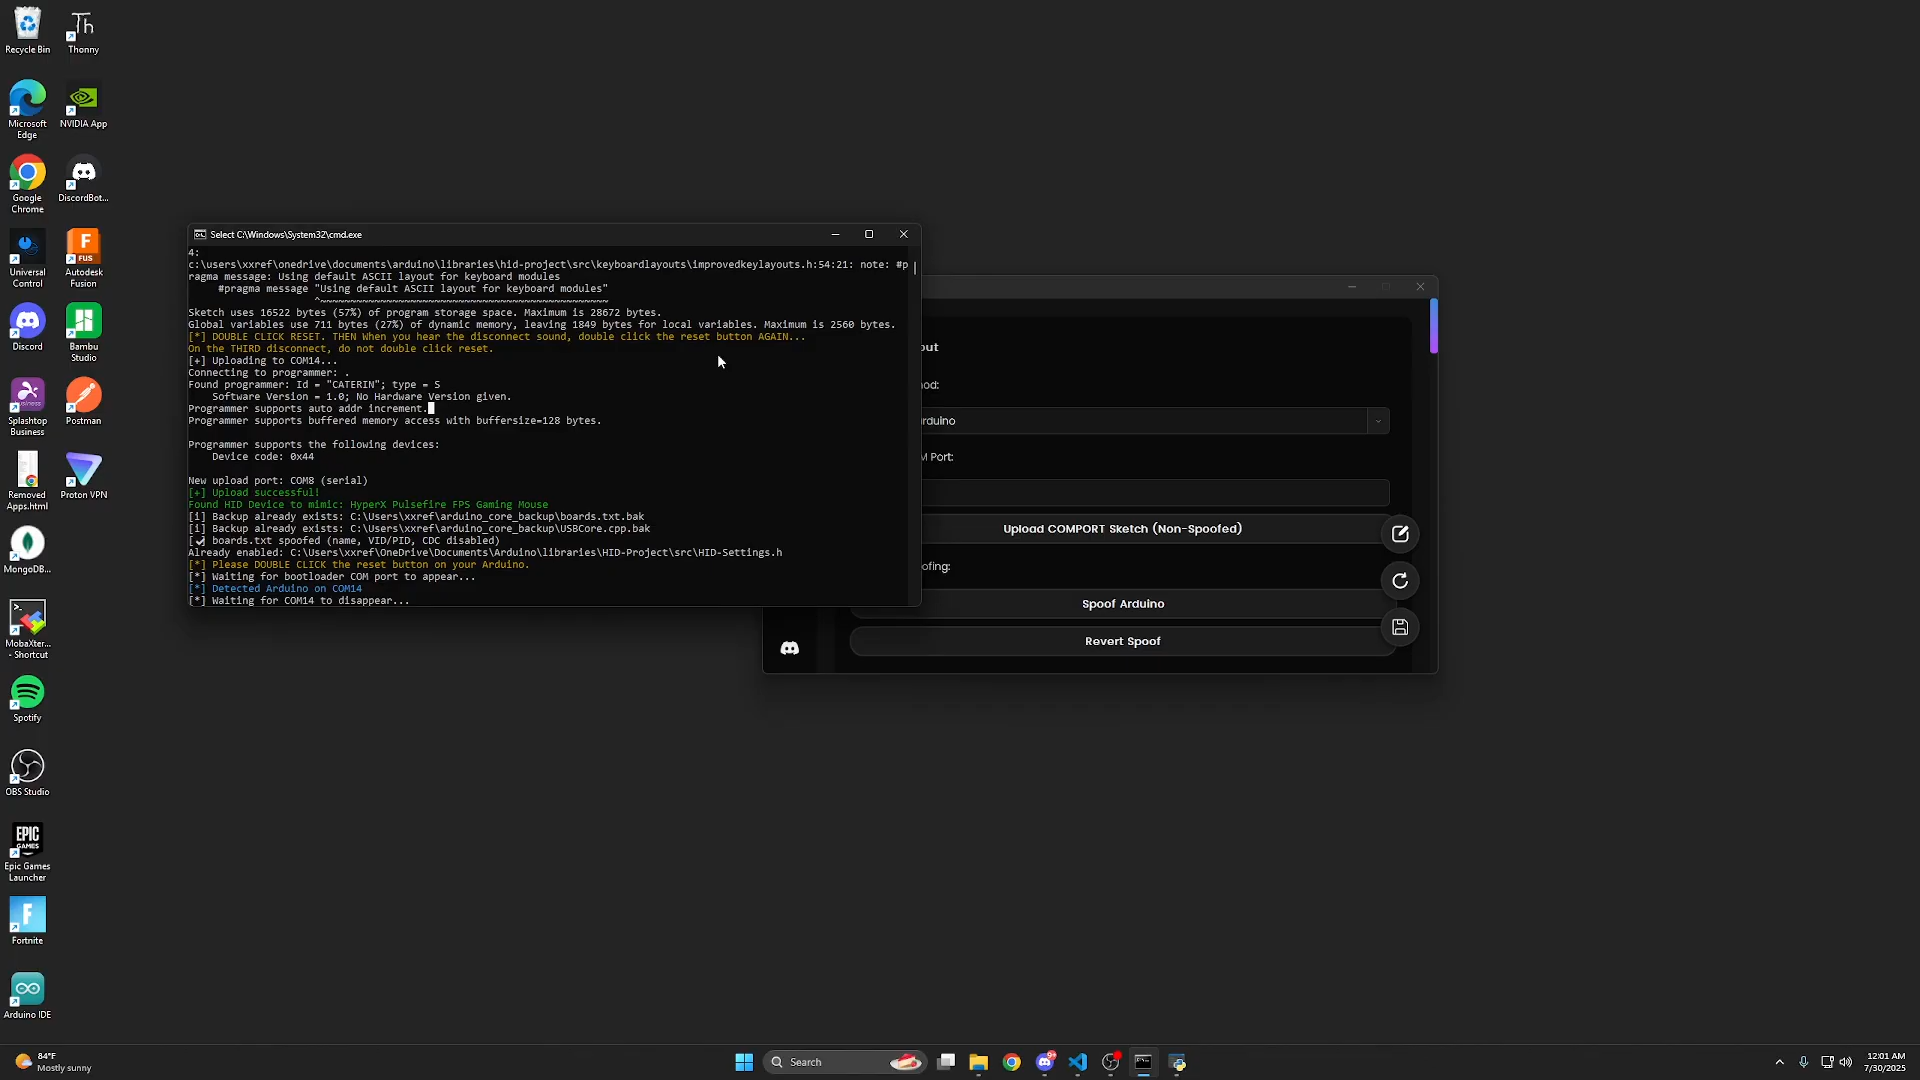 Recycle Bin
Thonny
Microsoft
Edge
NVIDIA App
Google
Chrome
DiscordBot...
Universal
Control
Autodesk
Fusion
Discord
Bambu
Studio
Splashtop
Business
Postman
Removed
Apps.html
Proton VPN
MongoDB...
MobaXter...
- Shortcut
Spotify
OBS Studio
Epic Games
Launcher
Fortnite
Arduino IDE
Select C:\Windows\System32\cmd.exe
4:
c:\users\xxref\onedrive\documents\arduino\libraries\hid-project\src\keyboardlayouts\improvedkeylayouts.h:54:21: note: #p
ragma message: Using default ASCII layout for keyboard modules
#pragma message "Using default ASCII layout for keyboard modules"
^~~~~~~~~~~~~~~~~~~~~~~~~~~~~~~~~~~~~~~~~~~~~~~~~
Sketch uses 16522 bytes (57%) of program storage space. Maximum is 28672 bytes.
Global variables use 711 bytes (27%) of dynamic memory, leaving 1849 bytes for local variables. Maximum is 2560 bytes.
[*] DOUBLE CLICK RESET. THEN When you hear the disconnect sound, double click the reset button AGAIN...
On the THIRD disconnect, do not double click reset.
[+] Uploading to COM14...
Connecting to programmer: .
Found programmer: Id = "CATERIN"; type = S
Software Version = 1.0; No Hardware Version given.
Programmer supports auto addr increment.
Programmer supports buffered memory access with buffersize=128 bytes.
Programmer supports the following devices:
Device code: 0x44
New upload port: COM8 (serial)
[+] Upload successful!
Found HID Device to mimic: HyperX Pulsefire FPS Gaming Mouse
[i] Backup already exists: C:\Users\xxref\arduino_core_backup\boards.txt.bak
[i] Backup already exists: C:\Users\xxref\arduino_core_backup\USBCore.cpp.bak
[✔] boards.txt spoofed (name, VID/PID, CDC disabled)
Already enabled: C:\Users\xxref\OneDrive\Documents\Arduino\libraries\HID-Project\src\HID-Settings.h
[*] Please DOUBLE CLICK the reset button on your Arduino.
[*] Waiting for bootloader COM port to appear...
[*] Detected Arduino on COM14
[*] Waiting for COM14 to disappear...
out
od:
rduino
M Port:
Upload COMPORT Sketch (Non-Spoofed)
ofing:
Spoof Arduino
Revert Spoof
84°F
Mostly sunny
Search
12:01 AM
7/30/2025